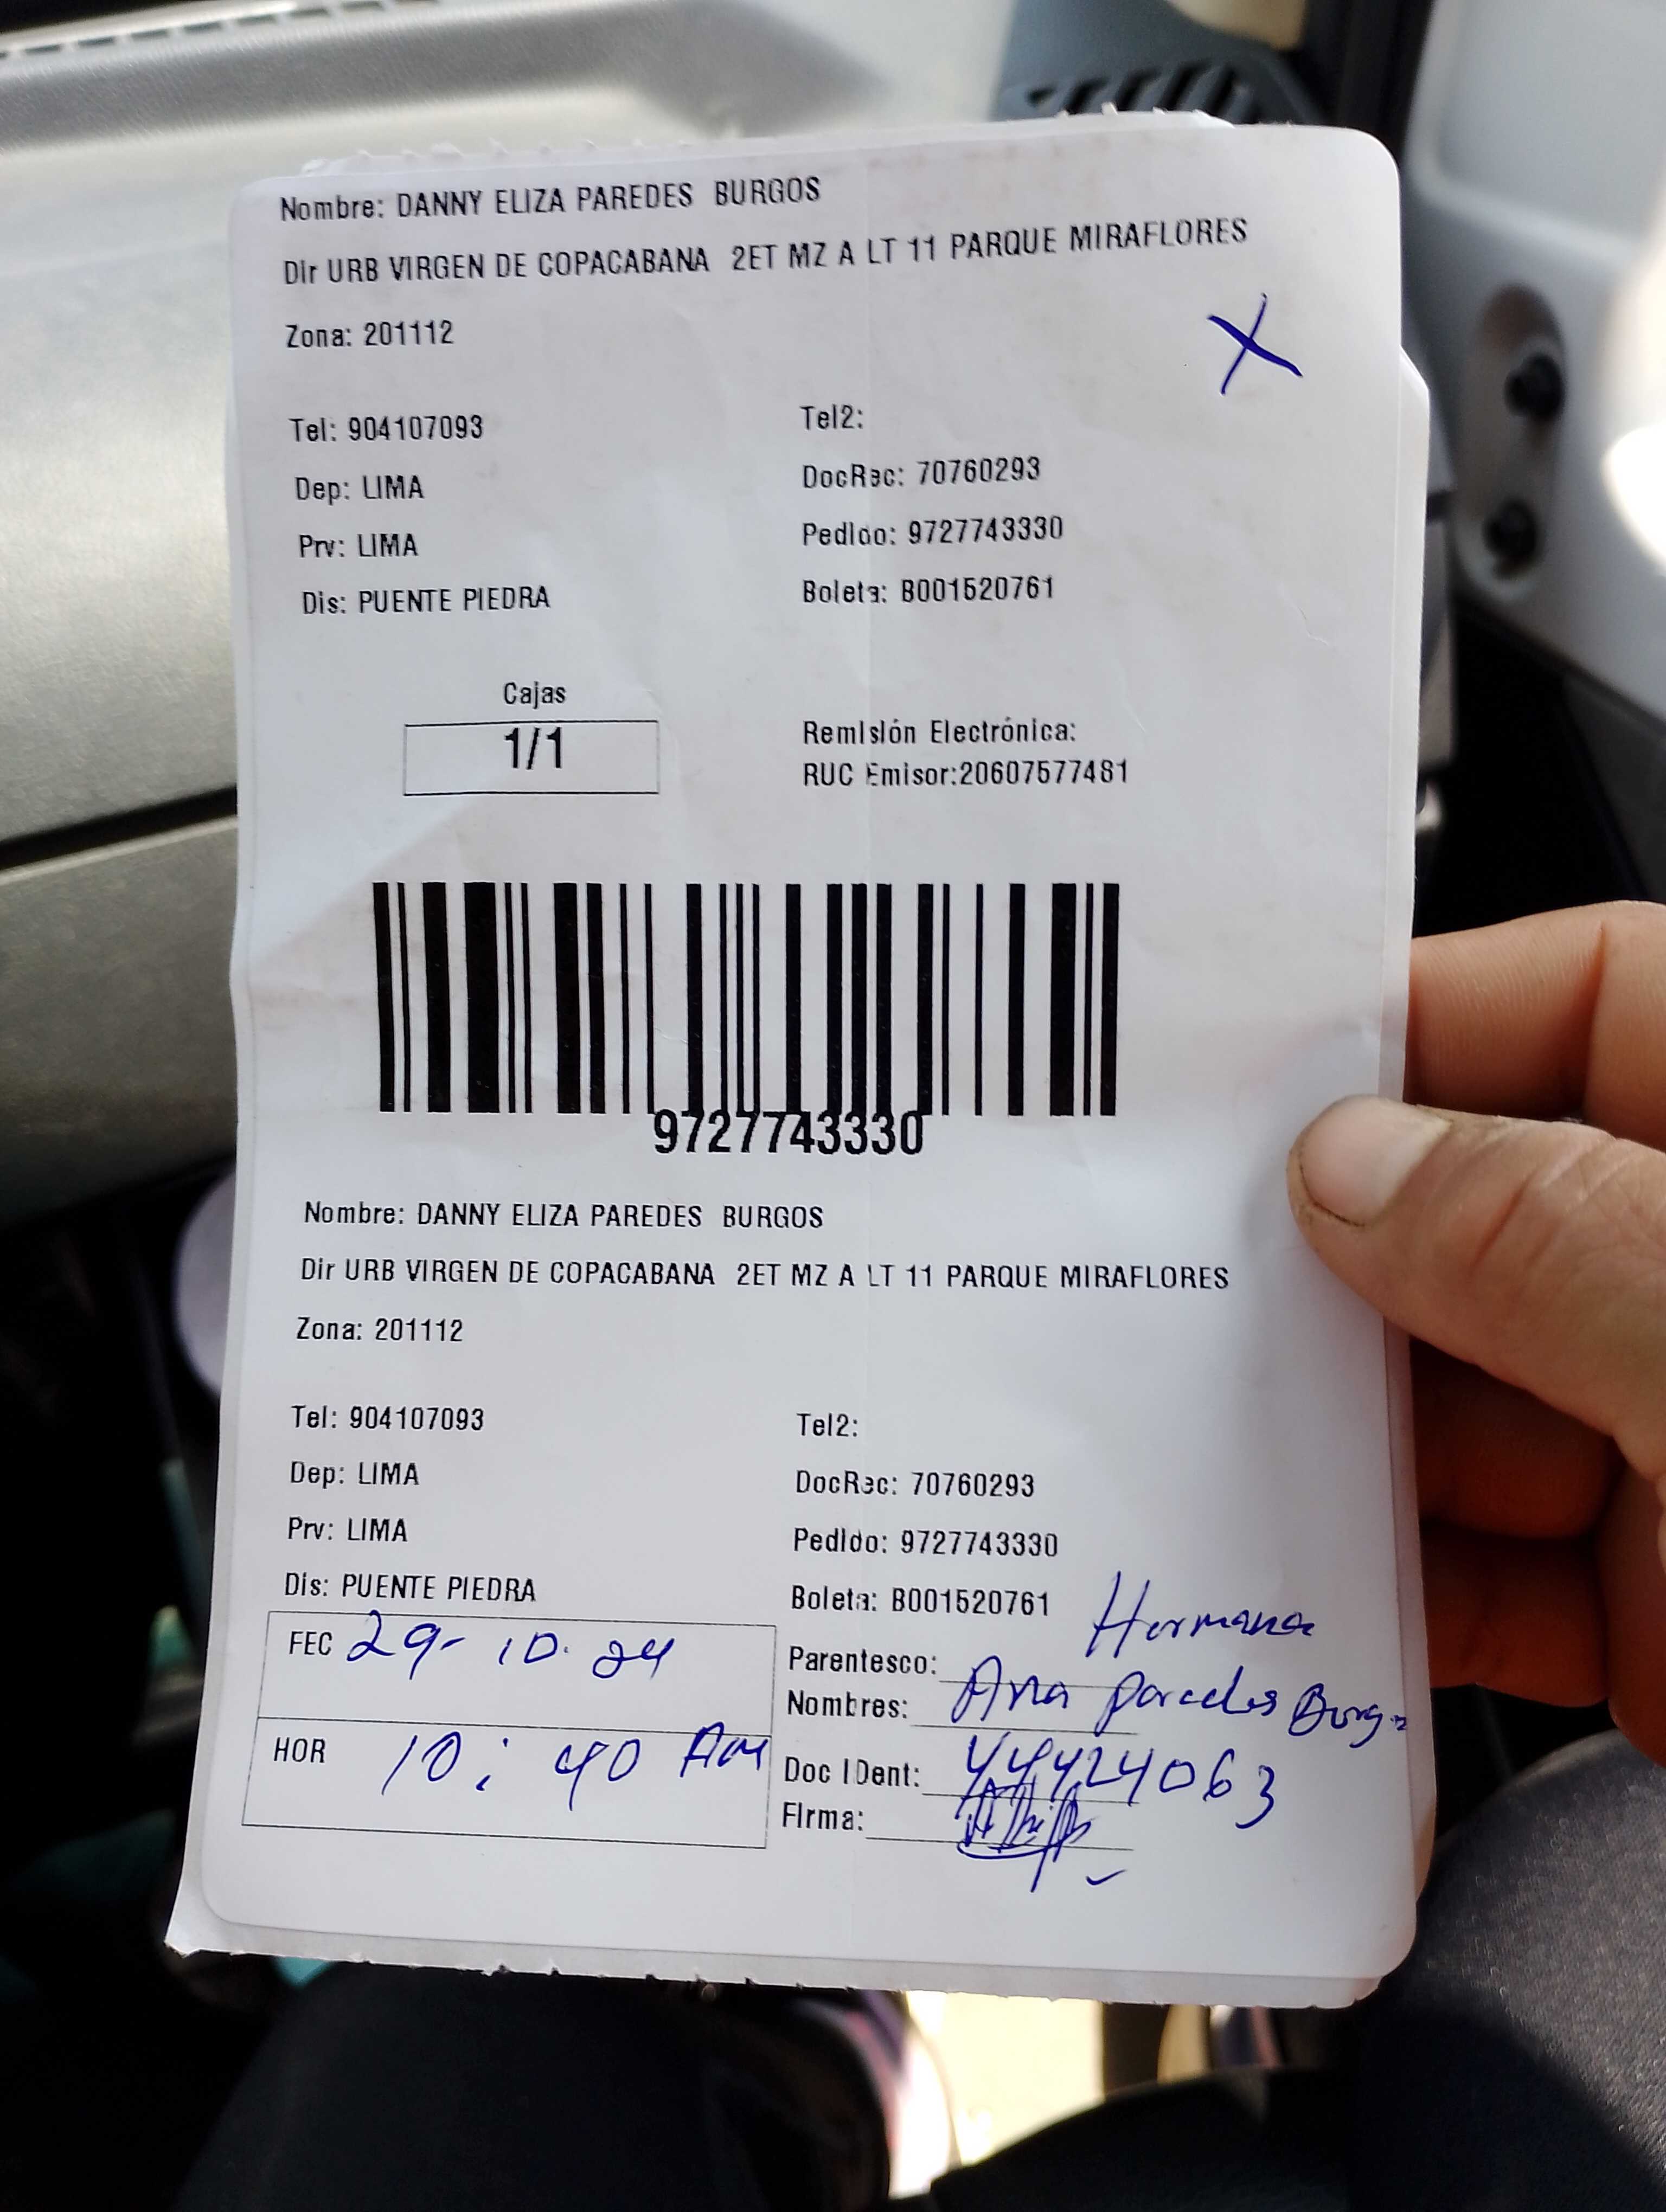 Nombre: DANNY ELIZA PAREDES BURGOS
Dir URB VIRGEN DE COPACABANA 2ET MZ A LT 11 PARQUE MIRAFLORES
Zona: 201112
X
Tel: 904107093
Tel2:
Dep: LIMA
DocRec: 70760293
Prv: LIMA
Pedido: 9727743330
Dis: PUENTE PIEDRA
Boleta: B001520761
Cajas
1/1
Remisión Electrónica:
RUC Emisor:20607577481
9727743330
Nombre: DANNY ELIZA PAREDES BURGOS
Dir URB VIRGEN DE COPACABANA 2ET MZ A LT 11 PARQUE MIRAFLORES
Zona: 201112
Tel: 904107093
Tel2:
Dep: LIMA
DocRec: 70760293
Prv: LIMA
Pedido: 9727743330
Dis: PUENTE PIEDRA
Boleta: B001520761
FEC 29-10.24
Parentesco: Hermana
Nombres: Ana paredes Burgos
HOR 10:40 Am
Doc IDent: 44424063
Firma: